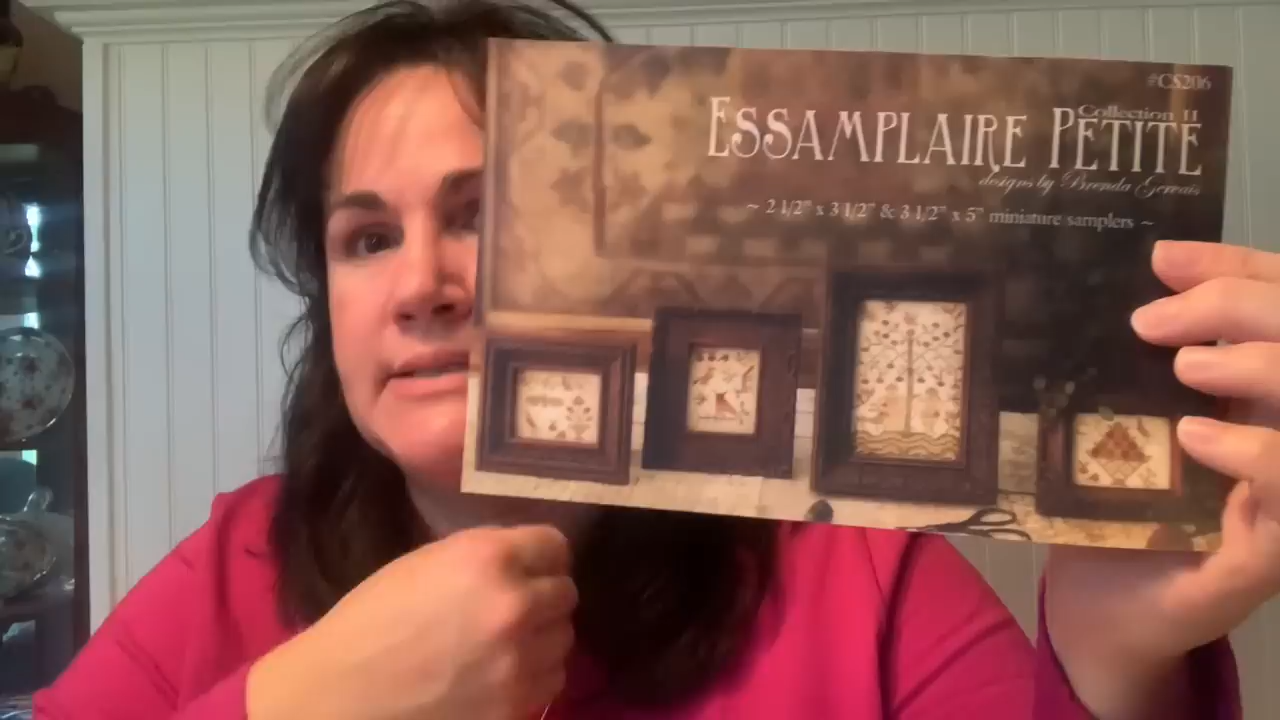 #CS206
Collection II
ESSAMPLAIRE PETITE
designs by Brenda Gervais
~ 2 1/2" x 3 1/2" & 3 1/2" x 5" miniature samplers ~